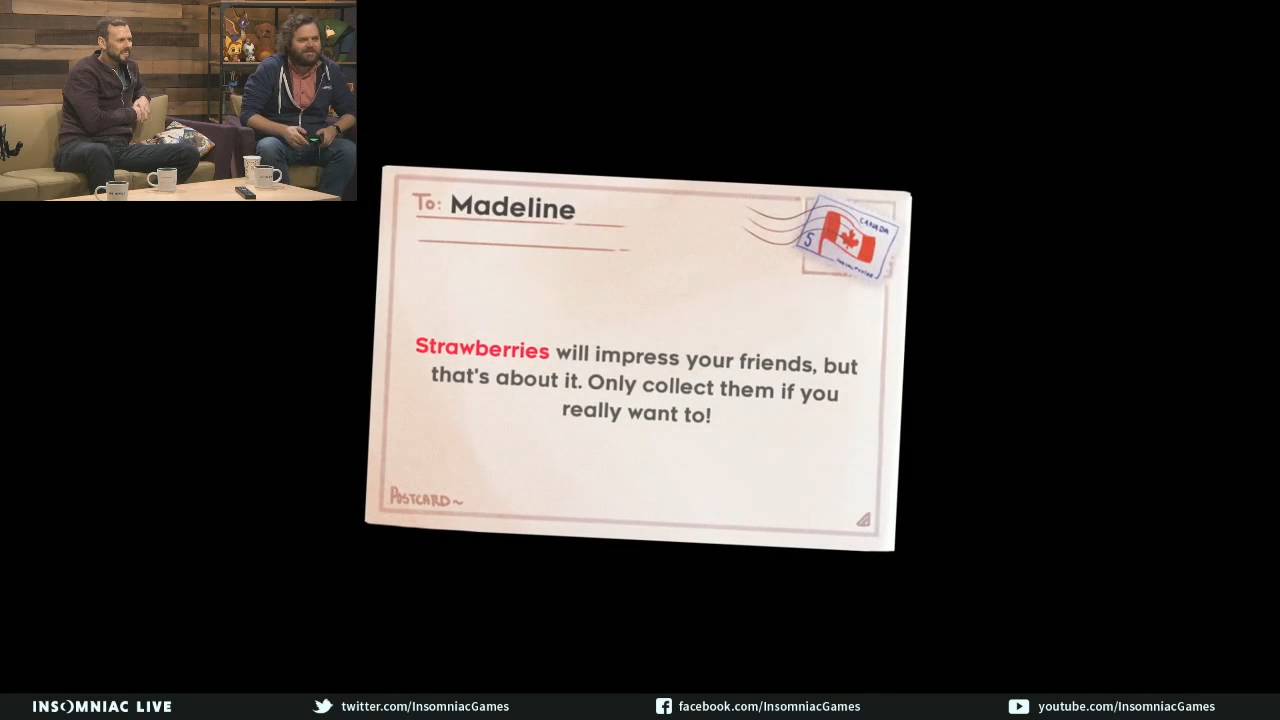 To: Madeline
CANADA
5
Strawberries will impress your friends, but
that's about it. Only collect them if you
really want to!
POSTCARD~
INSOMNIAC LIVE
twitter.com/InsomniacGames
facebook.com/InsomniacGames
youtube.com/InsomniacGames